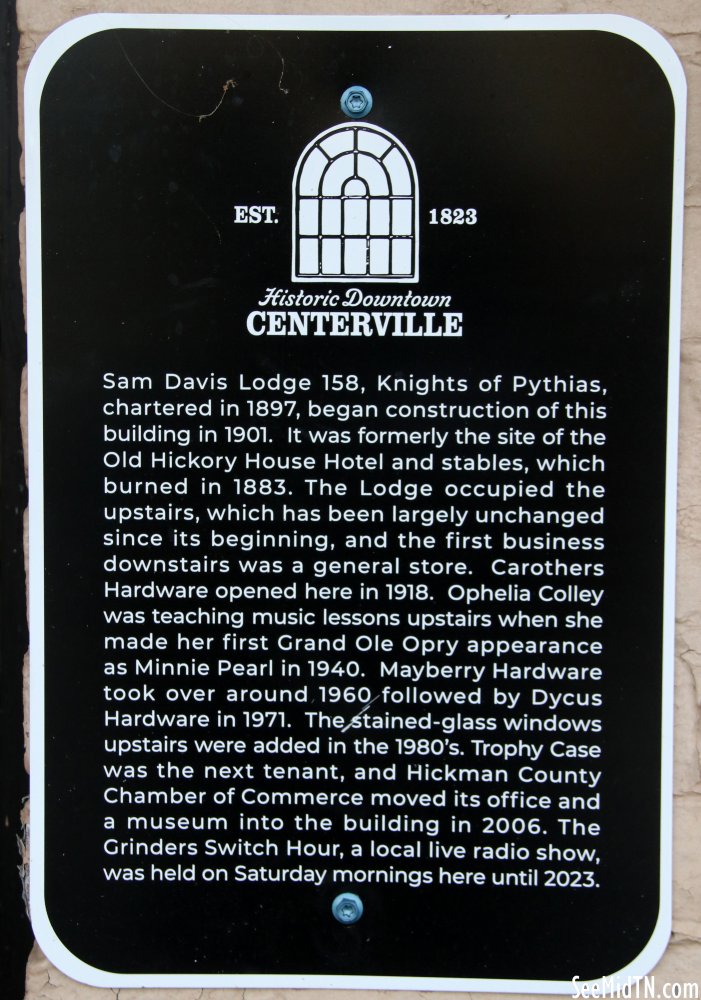 EST. 1823
Historic Downtown
CENTERVILLE
Sam Davis Lodge 158, Knights of Pythias,
chartered in 1897, began construction of this
building in 1901. It was formerly the site of the
Old Hickory House Hotel and stables, which
burned in 1883. The Lodge occupied the
upstairs, which has been largely unchanged
since its beginning, and the first business
downstairs was a general store. Carothers
Hardware opened here in 1918. Ophelia Colley
was teaching music lessons upstairs when she
made her first Grand Ole Opry appearance
as Minnie Pearl in 1940. Mayberry Hardware
took over around 1960 followed by Dycus
Hardware in 1971. The stained-glass windows
upstairs were added in the 1980's. Trophy Case
was the next tenant, and Hickman County
Chamber of Commerce moved its office and
a museum into the building in 2006. The
Grinders Switch Hour, a local live radio show,
was held on Saturday mornings here until 2023.
SeeMidTN.com